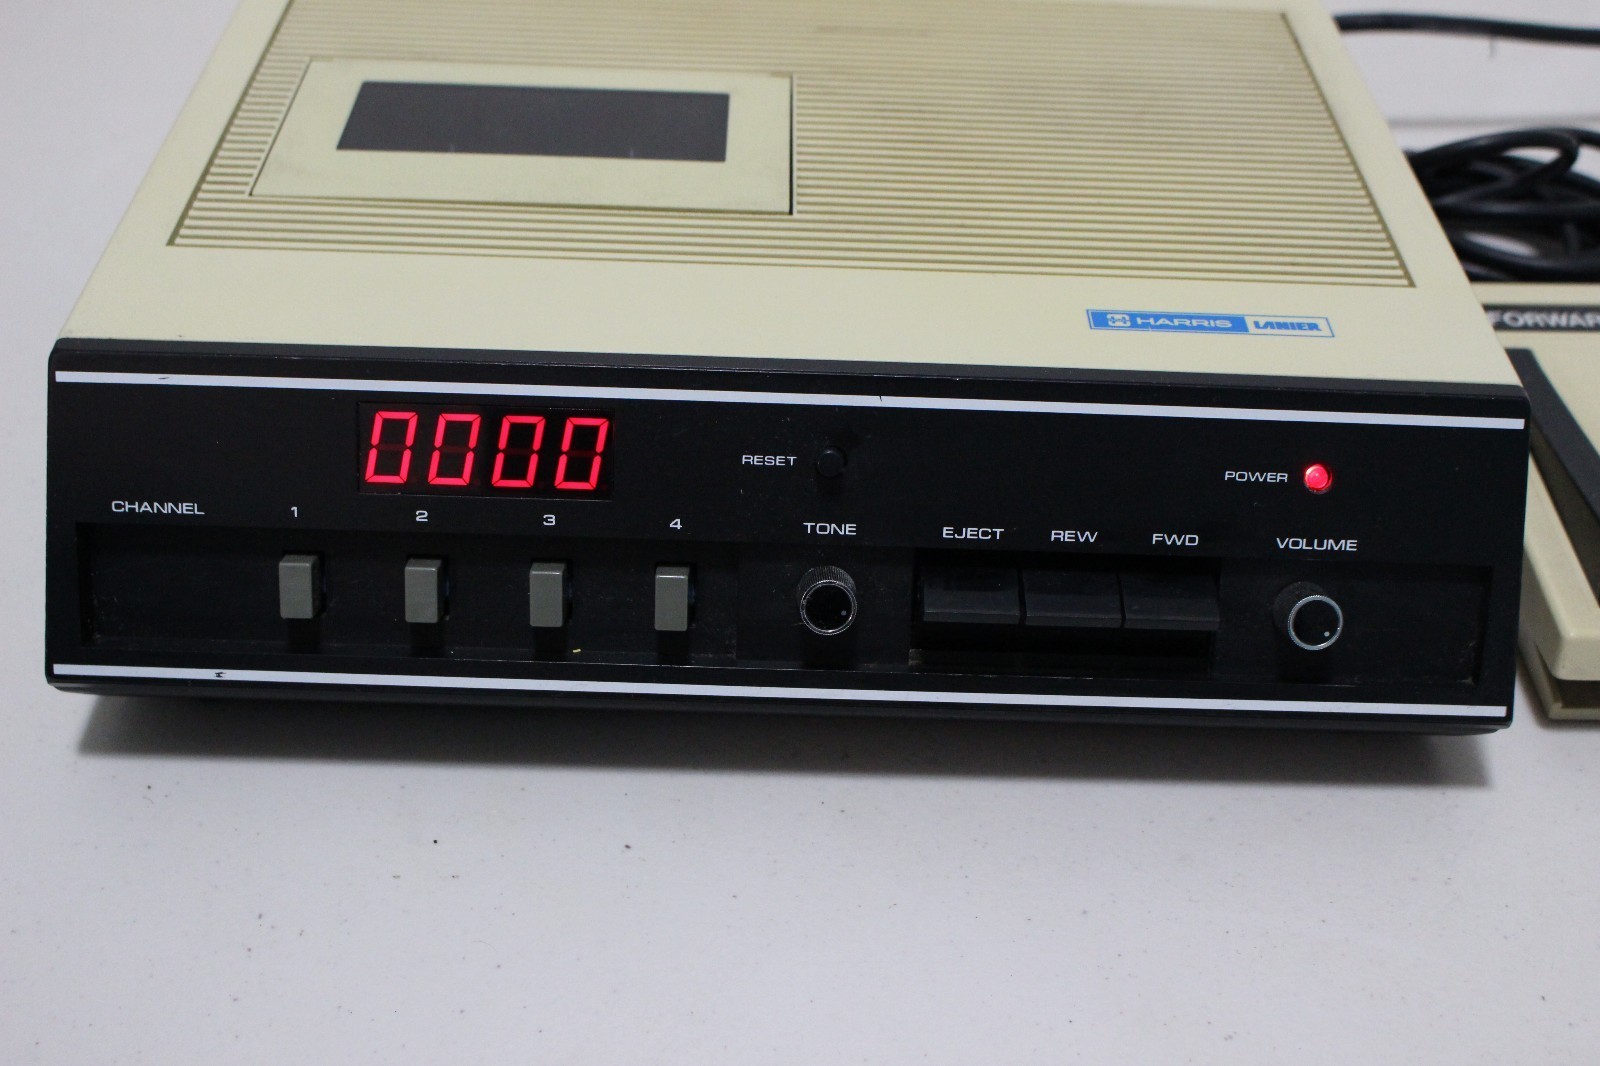 HARRIS LANIER
FORWAR
0000
RESET
POWER
CHANNEL 1 2 3 4
TONE
EJECT REW FWD
VOLUME